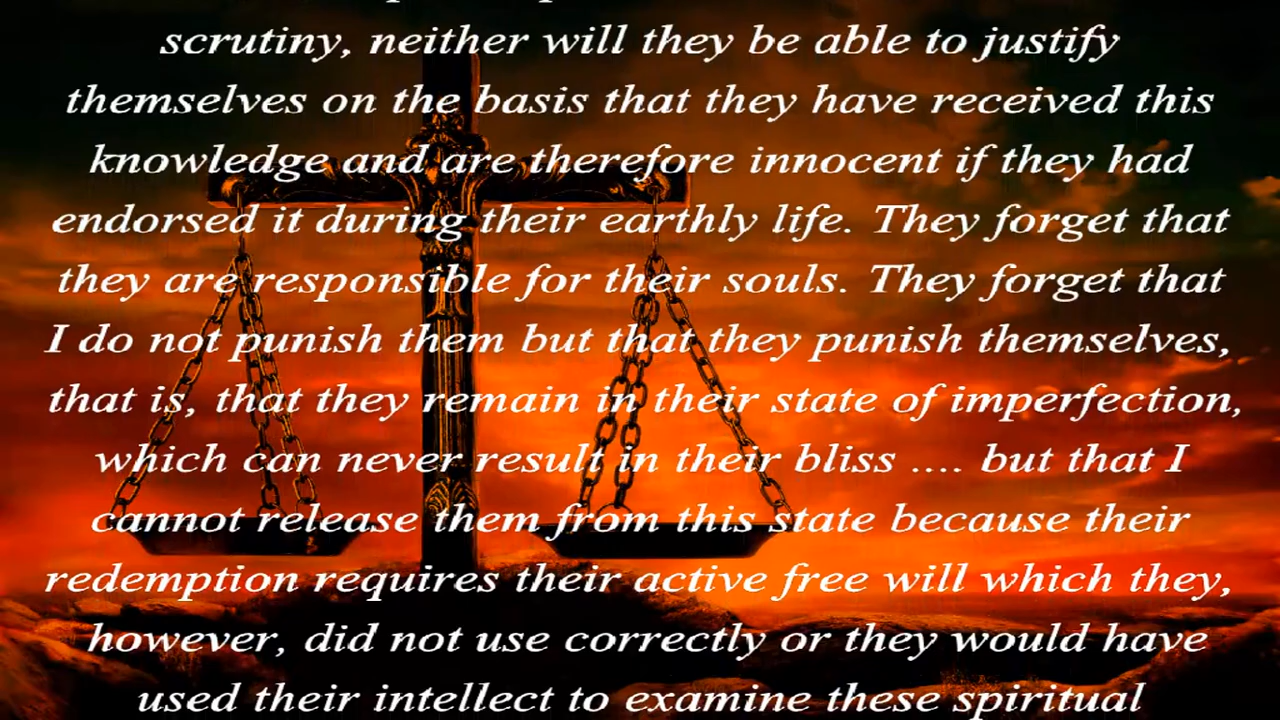 scrutiny, neither will they be able to justify
themselves on the basis that they have received this
knowledge and are therefore innocent if they had
endorsed it during their earthly life. They forget that
they are responsible for their souls. They forget that
I do not punish them but that they punish themselves,
that is, that they remain in their state of imperfection,
which can never result in their bliss .... but that I
cannot release them from this state because their
redemption requires their active free will which they,
however, did not use correctly or they would have
used their intellect to examine these spiritual